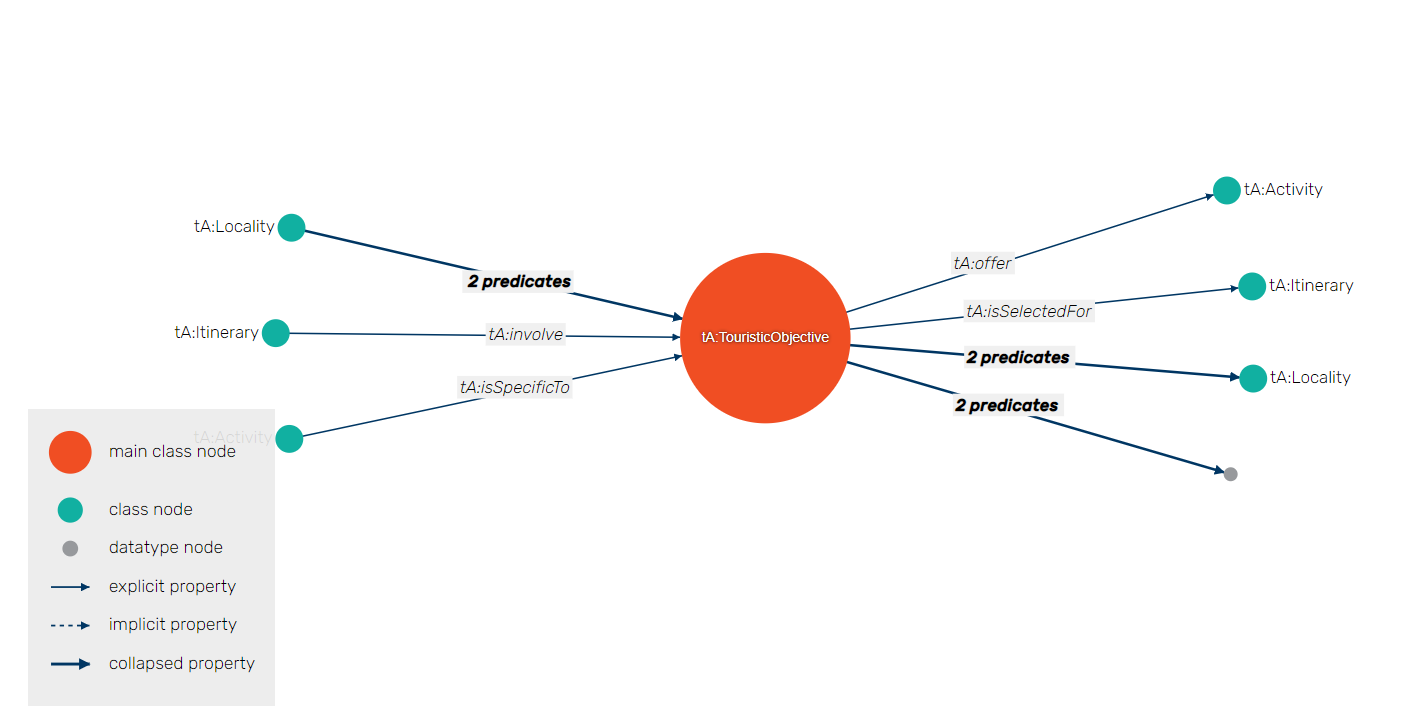 tA:Activity
tA:Locality
tA:offer
2 predicates
tA:isSelectedFor
tA:Itinerary
tA:Itinerary
tA:involve
tA:TouristicObjective
2 predicates
tA:Locality
tA:isSpecificTo
2 predicates
tA:Activity
main class node
class node
datatype node
explicit property
implicit property
collapsed property